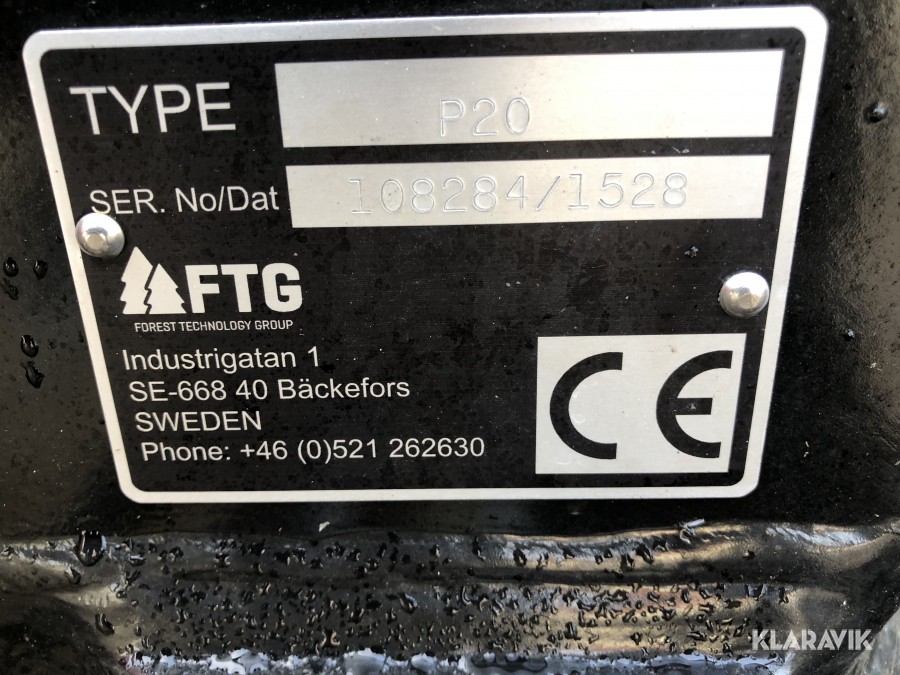 TYPE P20
SER. No/Dat 108284/1528
FTG
FOREST TECHNOLOGY GROUP
Industrigatan 1
SE-668 40 Bäckefors
SWEDEN
Phone: +46 (0)521 262630
CE
KLARAVIK